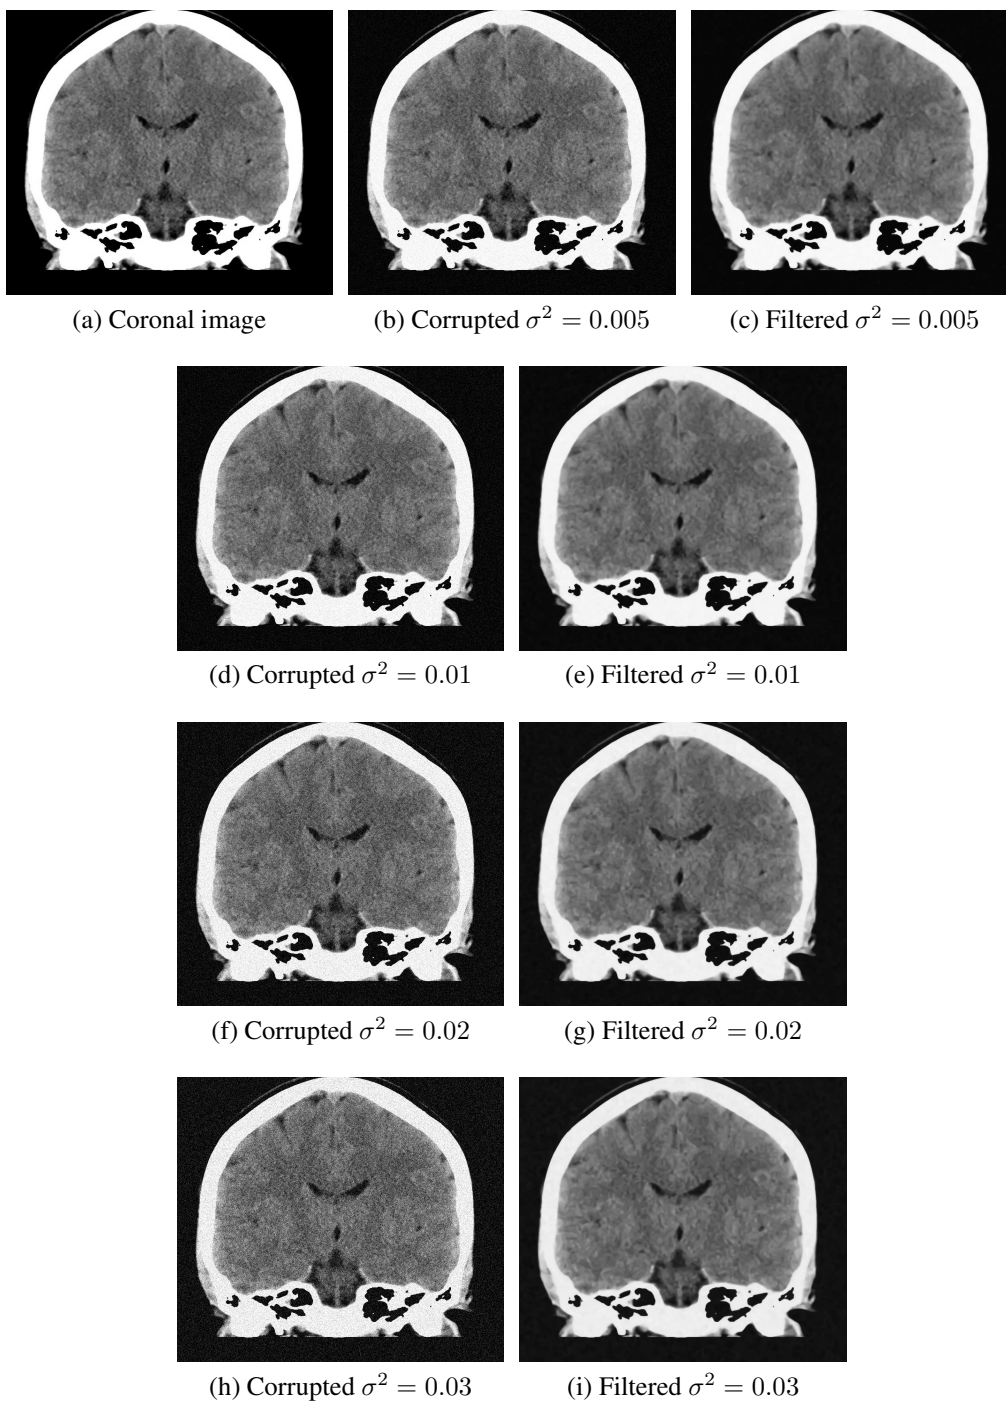 (a) Coronal image
(b) Corrupted σ² = 0.005
(c) Filtered σ² = 0.005
(d) Corrupted σ² = 0.01
(e) Filtered σ² = 0.01
(f) Corrupted σ² = 0.02
(g) Filtered σ² = 0.02
(h) Corrupted σ² = 0.03
(i) Filtered σ² = 0.03